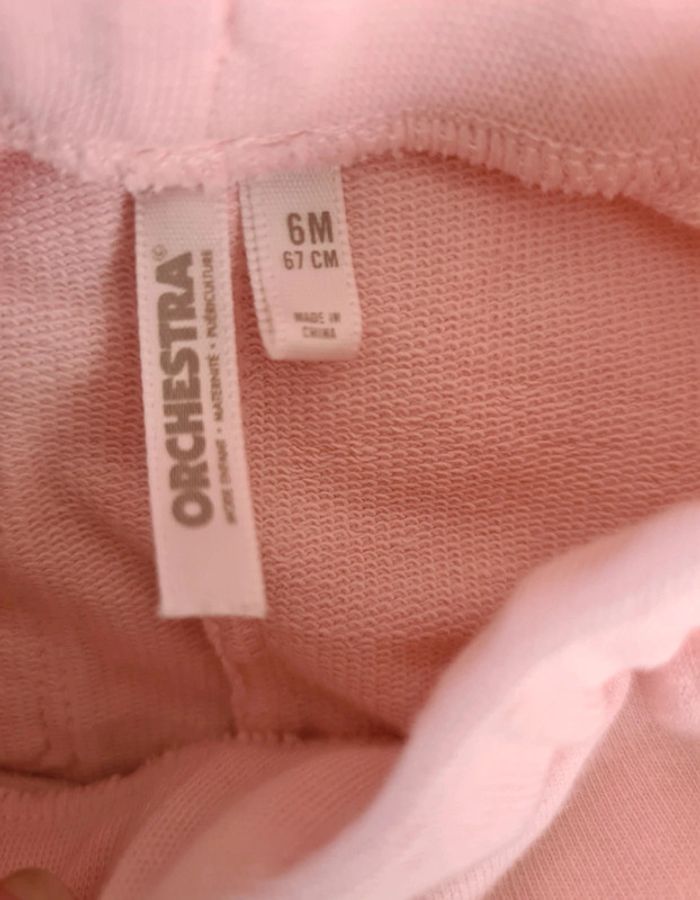 ORCHESTRA®
MODE ENFANT • MATERNITÉ • PUÉRICULTURE
6M
67 CM
MADE IN
CHINA